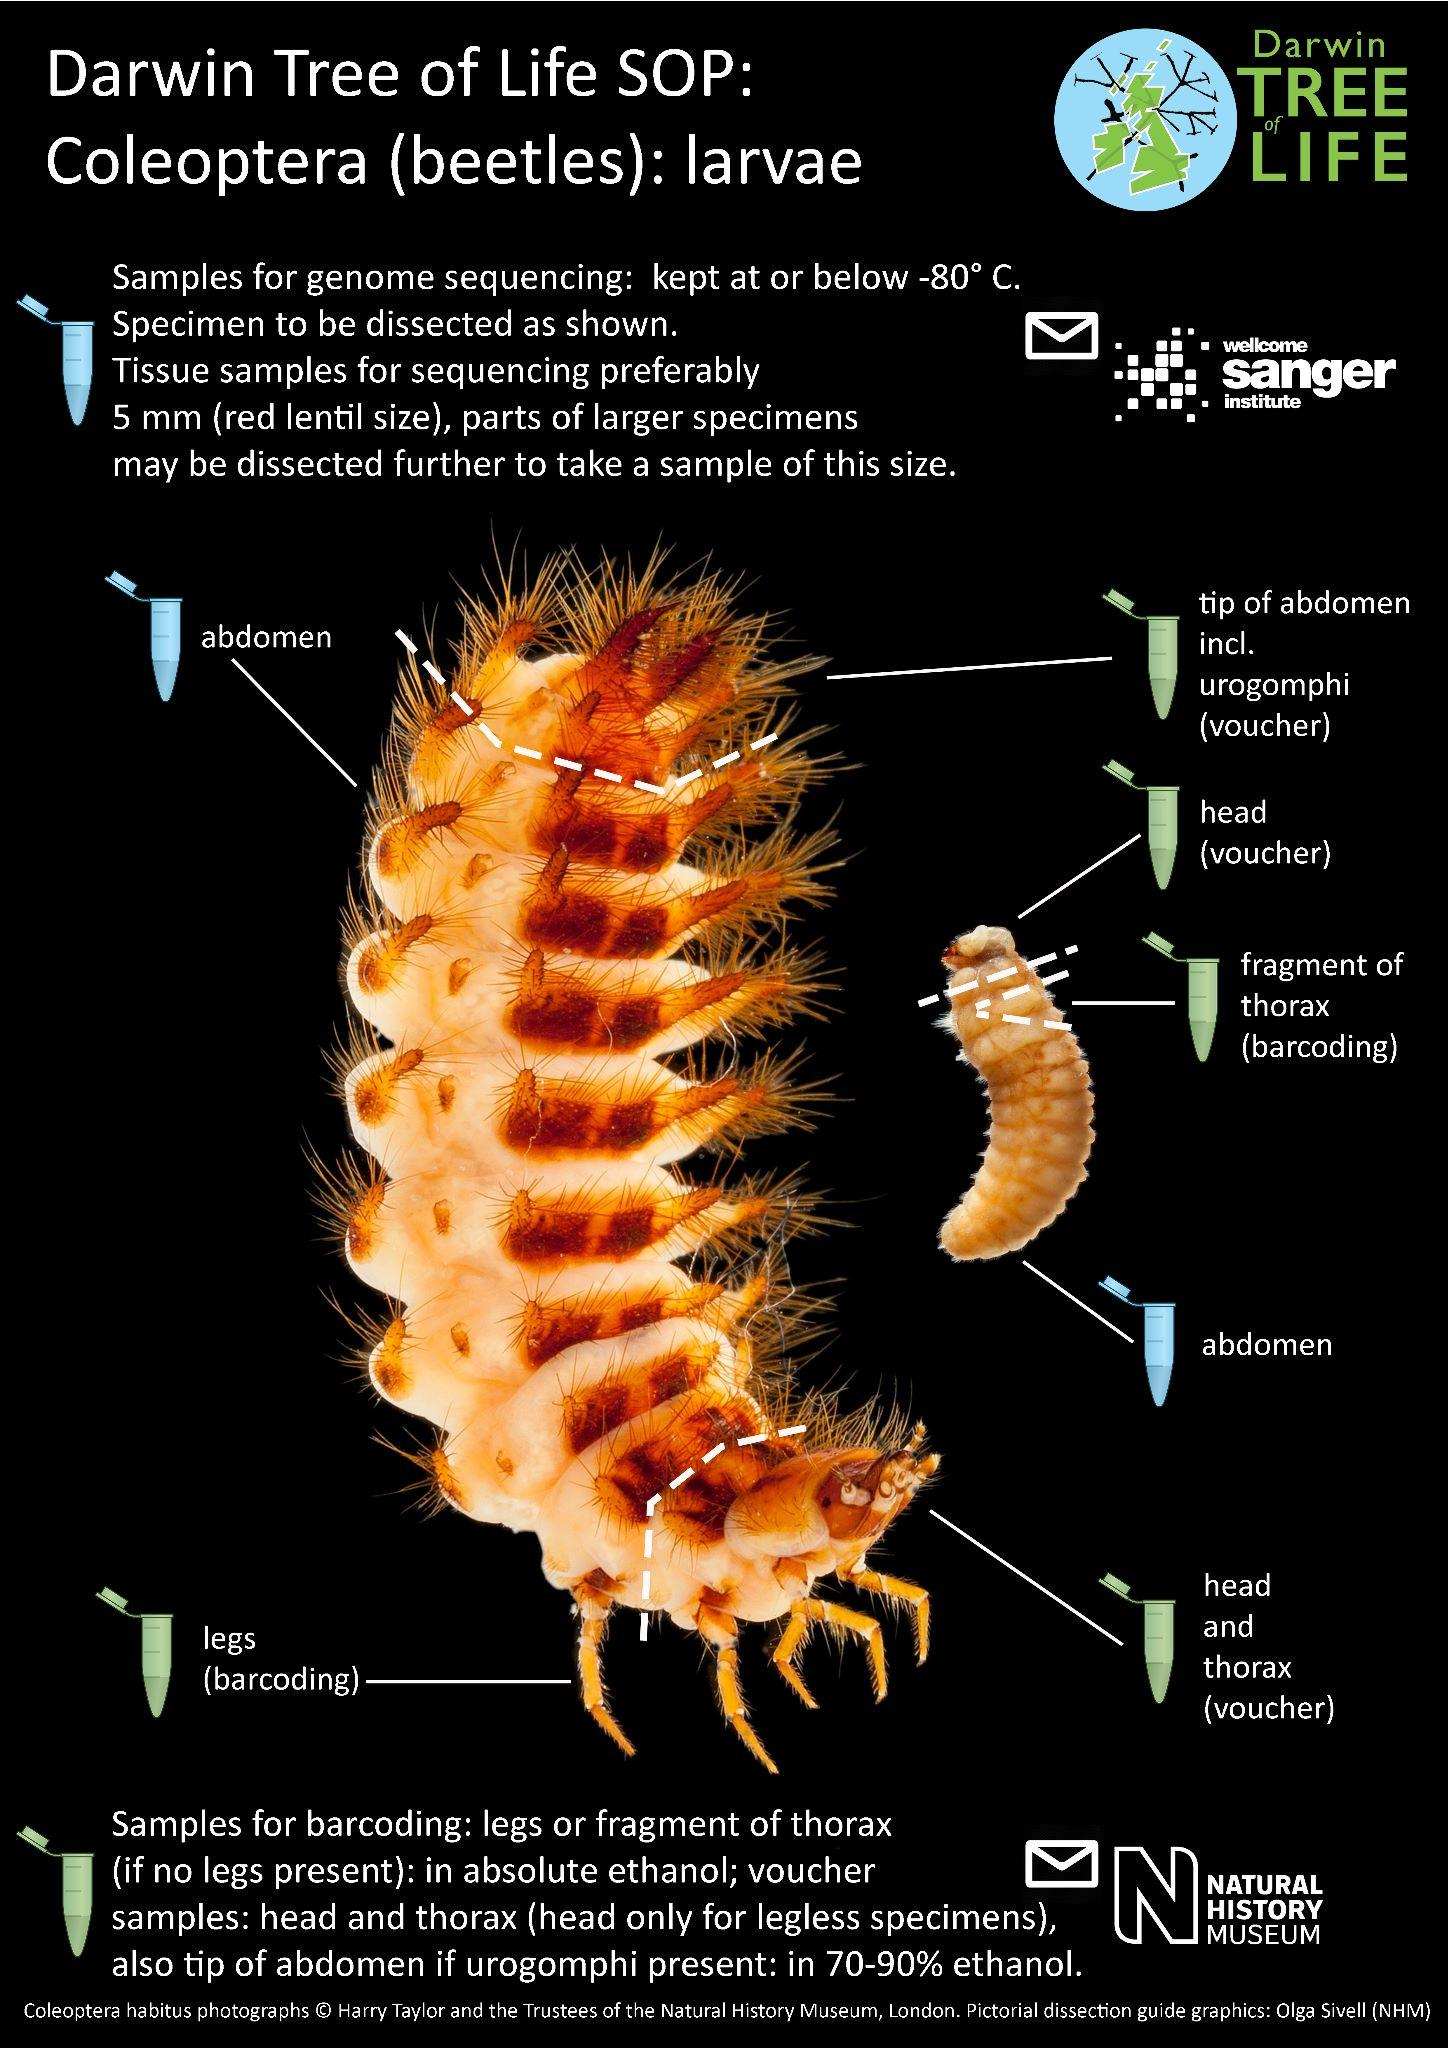 Darwin Tree of Life SOP:
Coleoptera (beetles): larvae
Darwin
TREE
of
LIFE
Samples for genome sequencing:  kept at or below -80° C.
Specimen to be dissected as shown.
Tissue samples for sequencing preferably
5 mm (red lentil size), parts of larger specimens
may be dissected further to take a sample of this size.
wellcome
sanger
institute
abdomen
tip of abdomen
incl.
urogomphi
(voucher)
head
(voucher)
fragment of
thorax
(barcoding)
abdomen
head
and
thorax
(voucher)
legs
(barcoding)
Samples for barcoding: legs or fragment of thorax
(if no legs present): in absolute ethanol; voucher
samples: head and thorax (head only for legless specimens),
also tip of abdomen if urogomphi present: in 70-90% ethanol.
N
NATURAL
HISTORY
MUSEUM
Coleoptera habitus photographs © Harry Taylor and the Trustees of the Natural History Museum, London. Pictorial dissection guide graphics: Olga Sivell (NHM)